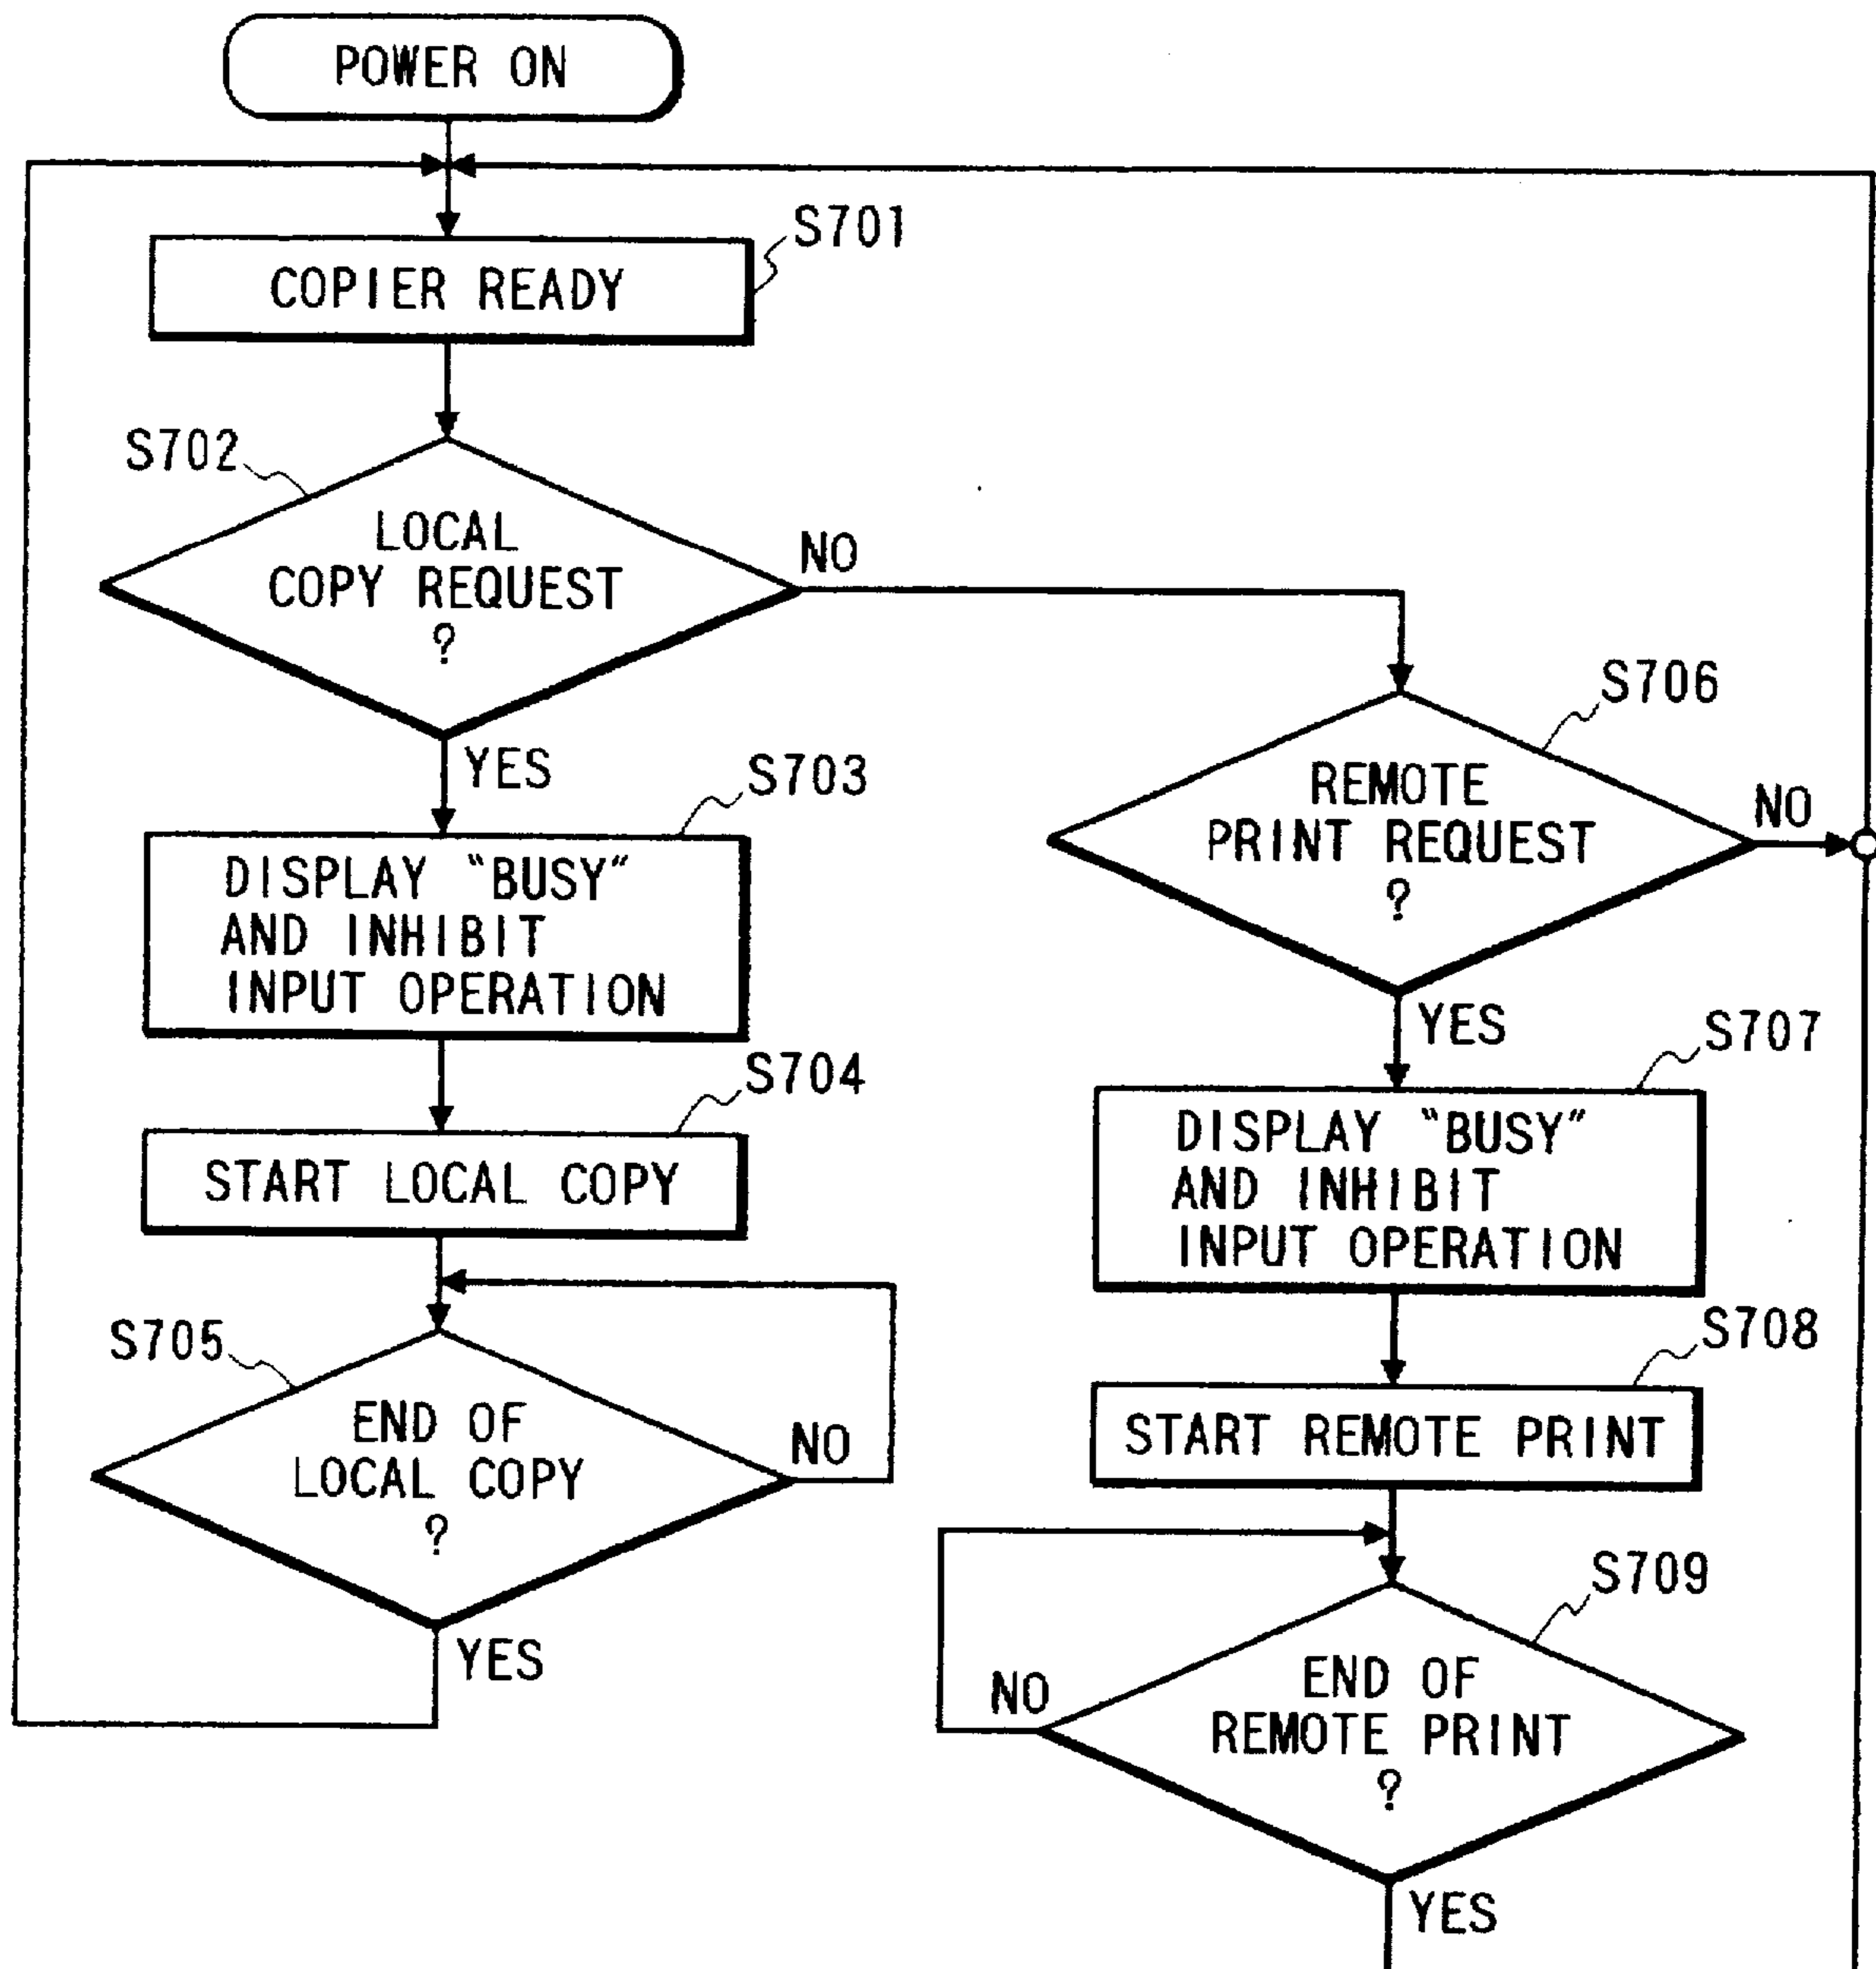 POWER ON
S701
COPIER READY
S702
LOCAL
COPY REQUEST
?
NO
YES
S703
DISPLAY "BUSY"
AND INHIBIT
INPUT OPERATION
S704
START LOCAL COPY
S705
END OF
LOCAL COPY
?
NO
YES
S706
REMOTE
PRINT REQUEST
?
NO
YES
S707
DISPLAY "BUSY"
AND INHIBIT
INPUT OPERATION
S708
START REMOTE PRINT
S709
END OF
REMOTE PRINT
?
NO
YES